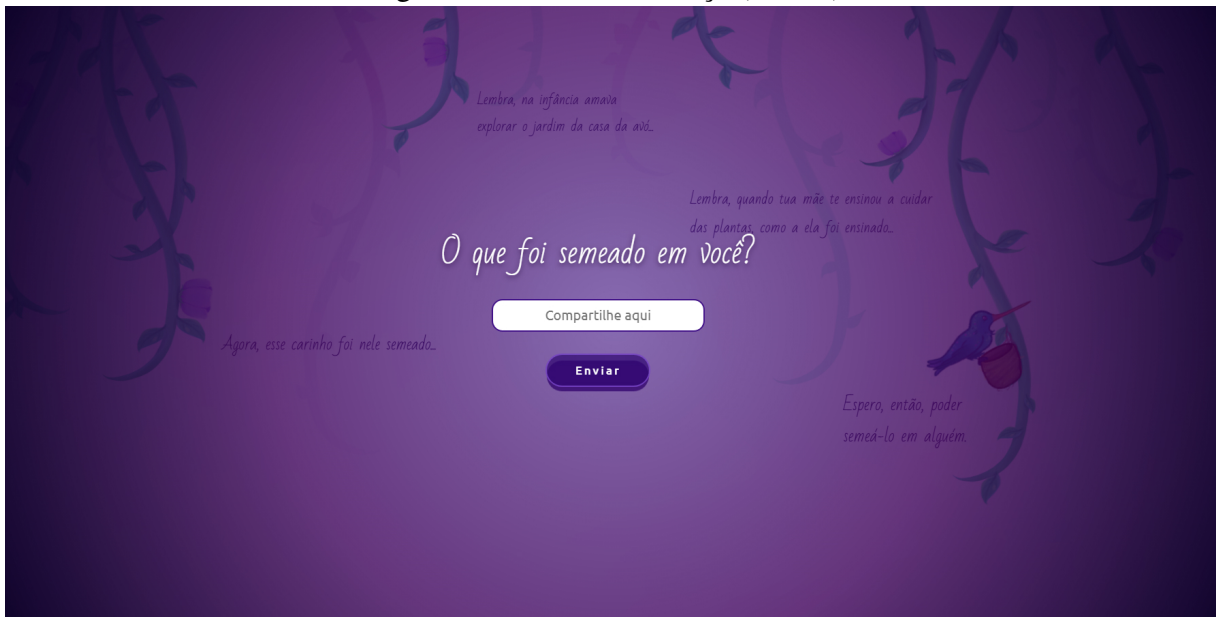 Lembra, na infância amava
explorar o jardim da casa da avó...
Lembra, quando tua mãe te ensinou a cuidar
das plantas, como a ela foi ensinado...
O que foi semeado em você?
Compartilhe aqui
Agora, esse carinho foi nele semeado...
Enviar
Espero, então, poder
semeá-lo em alguém.